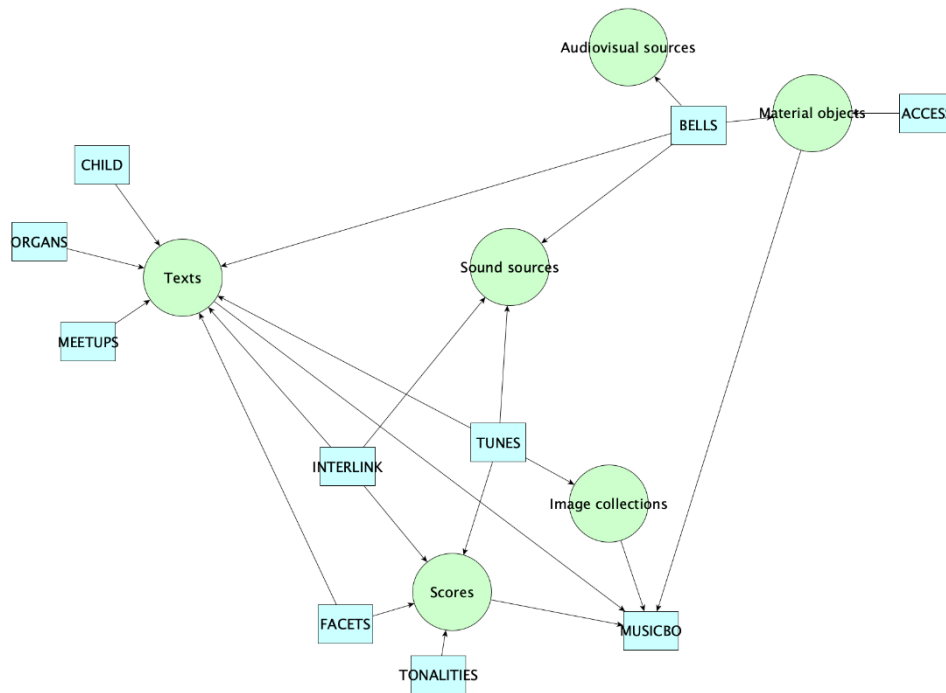 Audiovisual sources
BELLS
Material objects
ACCESS
CHILD
ORGANS
Texts
Sound sources
MEETUPS
TUNES
INTERLINK
Image collections
Scores
FACETS
MUSICBO
TONALITIES